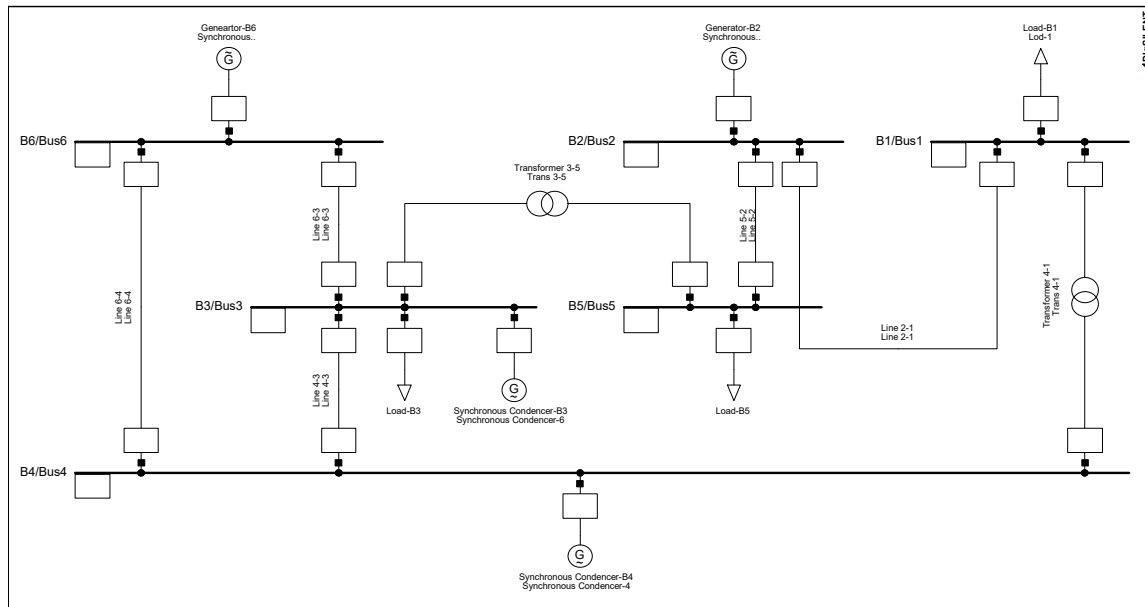 Geneartor-B6
Synchronous..
G
Generator-B2
Synchronous..
G
Load-B1
Lod-1
B6/Bus6
B2/Bus2
B1/Bus1
Transformer 3-5
Trans 3-5
Line 6-3
Line 6-3
Line 5-2
Line 5-2
Line 6-4
Line 6-4
Transformer 4-1
Trans 4-1
B3/Bus3
B5/Bus5
Line 2-1
Line 2-1
Line 4-3
Line 4-3
Load-B3
G
Synchronous Condencer-B3
Synchronous Condencer-6
Load-B5
B4/Bus4
G
Synchronous Condencer-B4
Synchronous Condencer-4